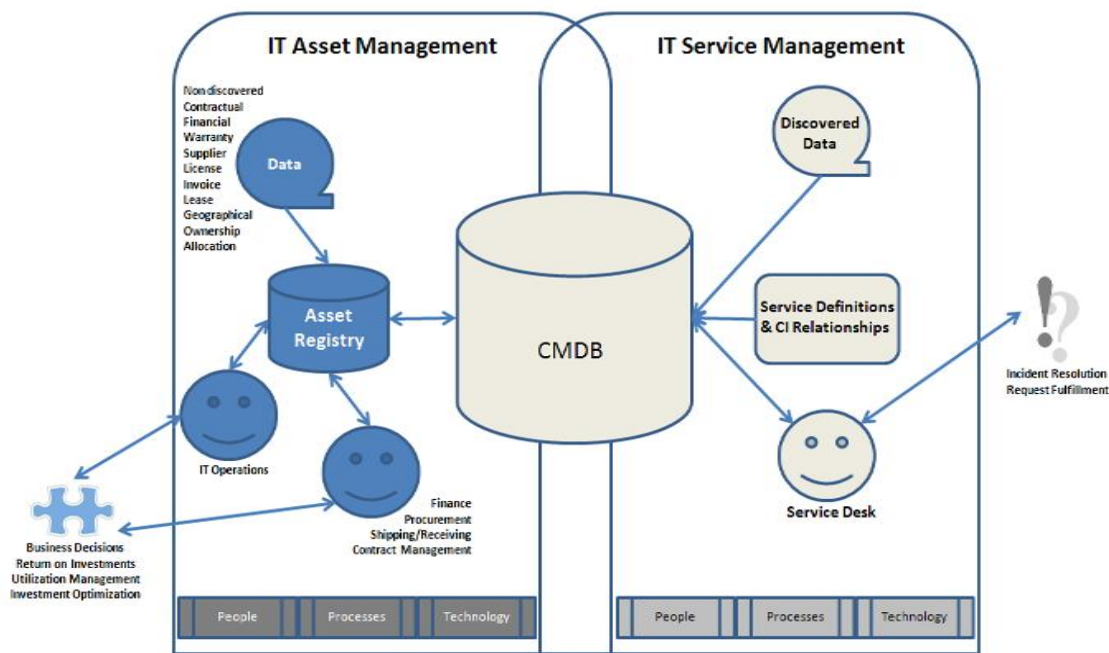 IT Asset Management
IT Service Management
Non discovered
Contractual
Financial
Warranty
Supplier
License
Invoice
Lease
Geographical
Ownership
Allocation
Data
Discovered
Data
Asset
Registry
CMDB
Service Definitions
& CI Relationships
Incident Resolution
Request Fulfillment
IT Operations
Finance
Procurement
Shipping/Receiving
Contract Management
Service Desk
Business Decisions
Return on Investments
Utilization Management
Investment Optimization
People
Processes
Technology
People
Processes
Technology